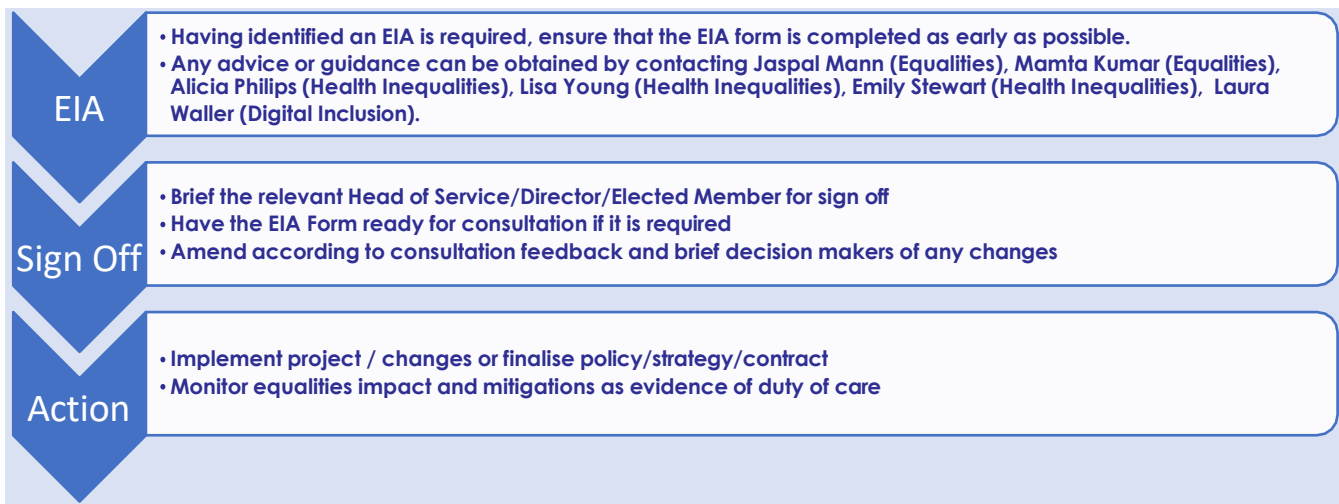 EIA
• Having identified an EIA is required, ensure that the EIA form is completed as early as possible.
• Any advice or guidance can be obtained by contacting Jaspal Mann (Equalities), Mamta Kumar (Equalities),
Alicia Philips (Health Inequalities), Lisa Young (Health Inequalities), Emily Stewart (Health Inequalities), Laura
Waller (Digital Inclusion).
Sign Off
• Brief the relevant Head of Service/Director/Elected Member for sign off
• Have the EIA Form ready for consultation if it is required
• Amend according to consultation feedback and brief decision makers of any changes
Action
• Implement project / changes or finalise policy/strategy/contract
• Monitor equalities impact and mitigations as evidence of duty of care